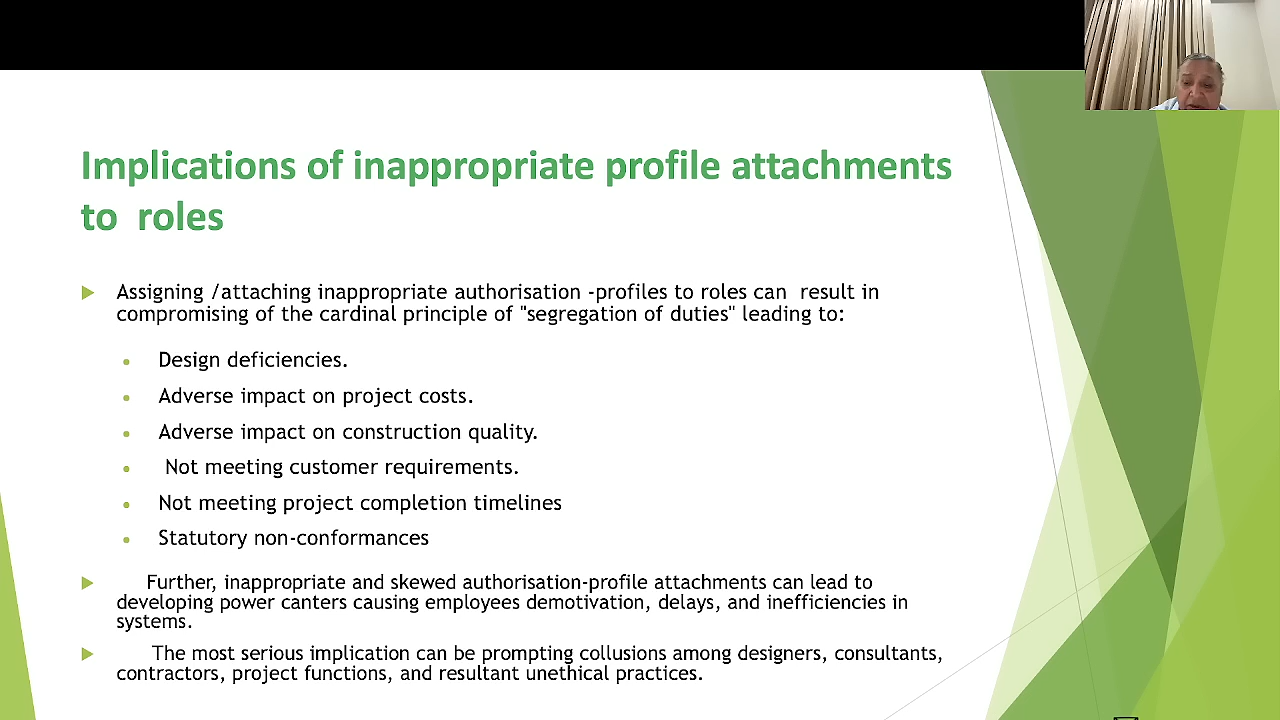 Implications of inappropriate profile attachments
to roles
Assigning /attaching inappropriate authorisation -profiles to roles can result in
compromising of the cardinal principle of "segregation of duties" leading to:
Design deficiencies.
Adverse impact on project costs.
Adverse impact on construction quality.
Not meeting customer requirements.
Not meeting project completion timelines
Statutory non-conformances
Further, inappropriate and skewed authorisation-profile attachments can lead to
developing power canters causing employees demotivation, delays, and inefficiencies in
systems.
The most serious implication can be prompting collusions among designers, consultants,
contractors, project functions, and resultant unethical practices.